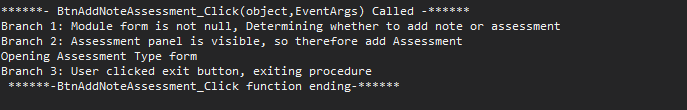 ******- BtnAddNoteAssessment_Click(object,EventArgs) Called -******
Branch 1: Module form is not null, Determining whether to add note or assessment
Branch 2: Assessment panel is visible, so therefore add Assessment
Opening Assessment Type form
Branch 3: User clicked exit button, exiting procedure
 ******-BtnAddNoteAssessment_Click function ending-******